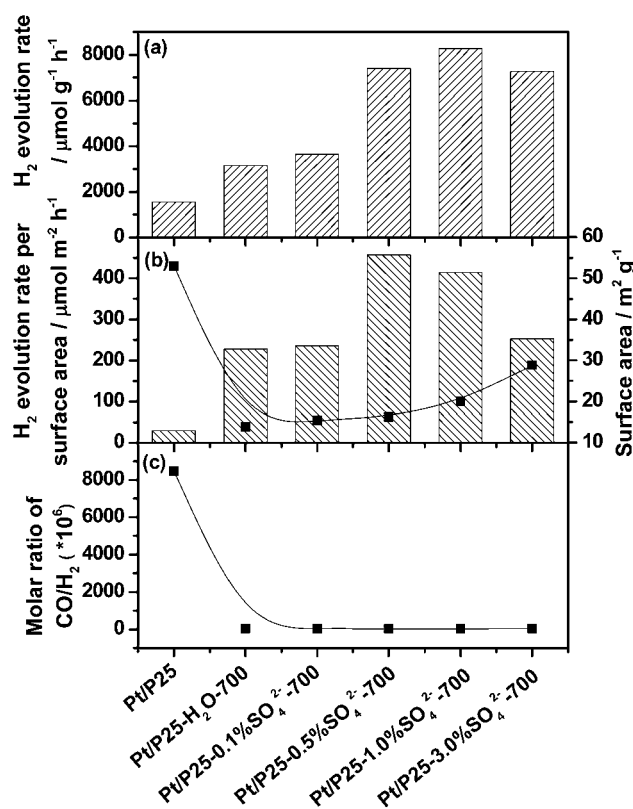 (a)
H₂ evolution rate
/ μmol g⁻¹ h⁻¹
8000
6000
4000
2000
0
(b)
H₂ evolution rate per
surface area / μmol m⁻² h⁻¹
400
300
200
100
0
60
50
40
30
20
10
Surface area / m² g⁻¹
(c)
Molar ratio of
CO/H₂ ( *10⁶)
8000
6000
4000
2000
0
Pt/P25
Pt/P25-H₂O-700
Pt/P25-0.1%SO₄²⁻-700
Pt/P25-0.5%SO₄²⁻-700
Pt/P25-1.0%SO₄²⁻-700
Pt/P25-3.0%SO₄²⁻-700